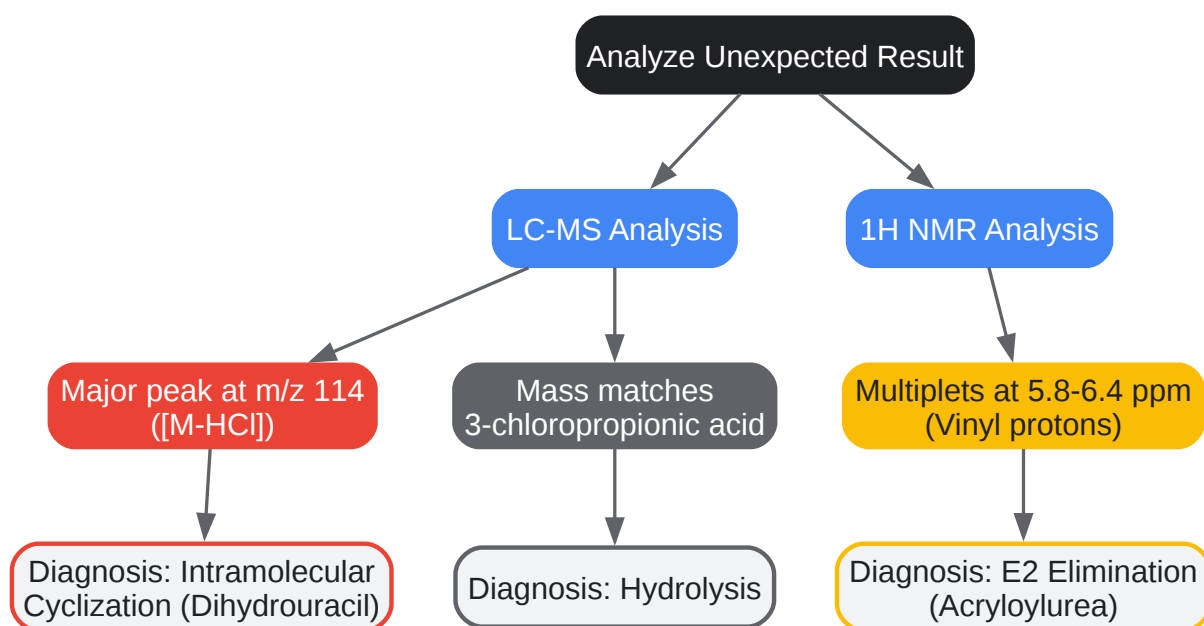 Analyze Unexpected Result
LC-MS Analysis
1H NMR Analysis
Major peak at m/z 114
([M-HCl])
Mass matches
3-chloropropionic acid
Multiplets at 5.8-6.4 ppm
(Vinyl protons)
Diagnosis: Intramolecular
Cyclization (Dihydrouracil)
Diagnosis: Hydrolysis
Diagnosis: E2 Elimination
(Acryloylurea)